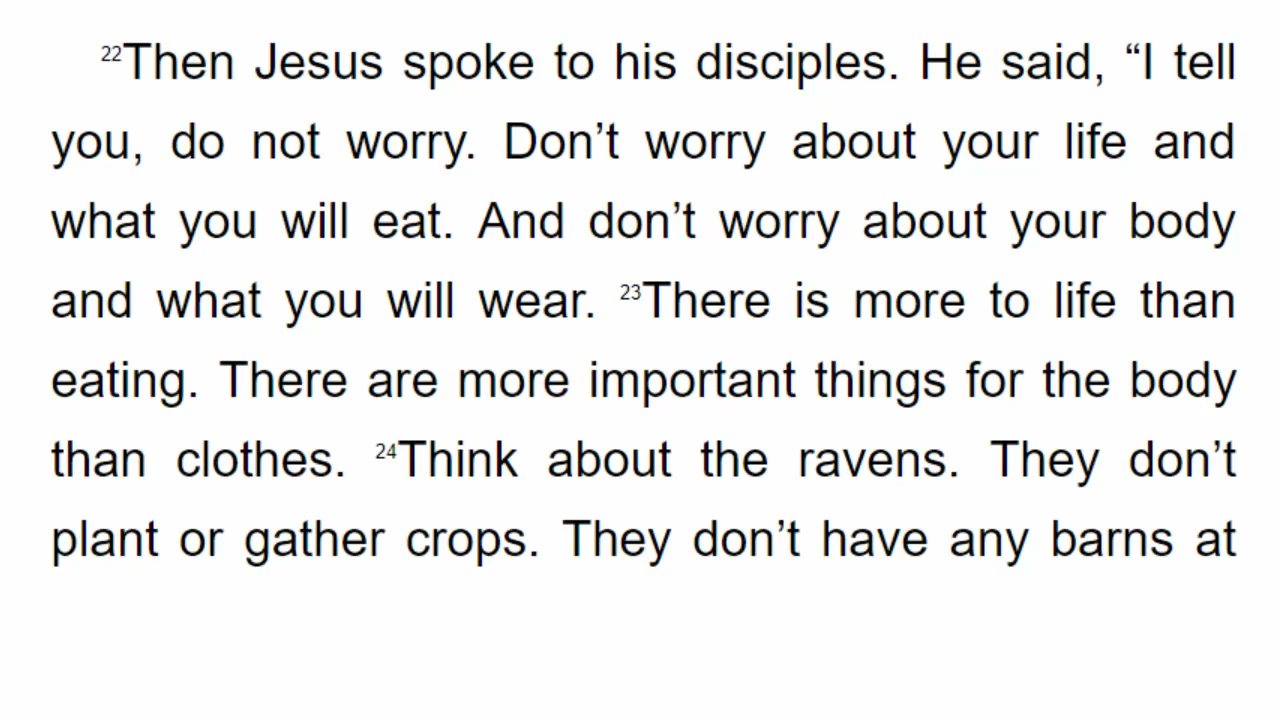 22Then Jesus spoke to his disciples. He said, “I tell
you, do not worry. Don’t worry about your life and
what you will eat. And don’t worry about your body
and what you will wear. 23There is more to life than
eating. There are more important things for the body
than clothes. 24Think about the ravens. They don’t
plant or gather crops. They don’t have any barns at